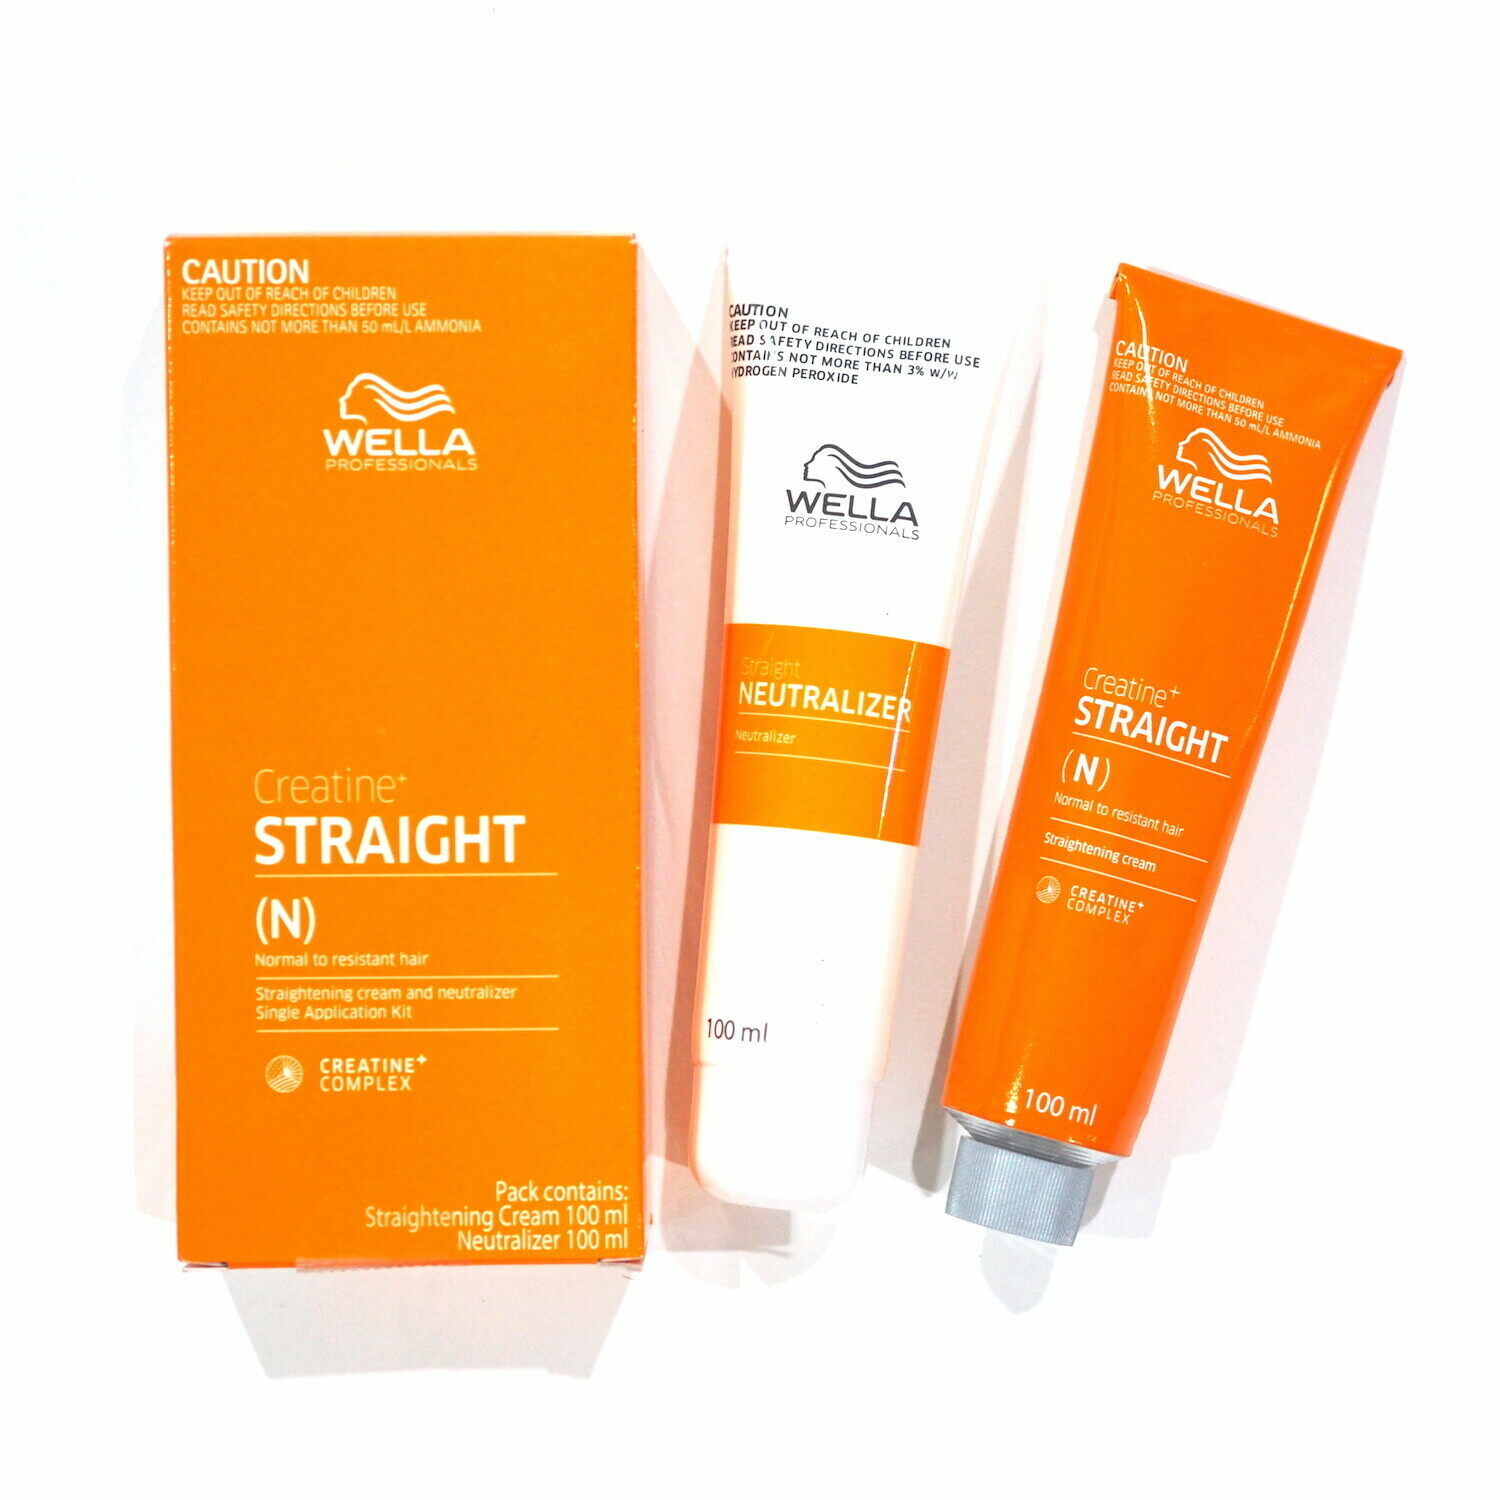 CAUTION
KEEP OUT OF REACH OF CHILDREN
READ SAFETY DIRECTIONS BEFORE USE
CONTAINS NOT MORE THAN 50 mL/L AMMONIA
WELLA
PROFESSIONALS
Creatine+
STRAIGHT
(N)
Normal to resistant hair
Straightening cream and neutralizer
Single Application Kit
CREATINE+
COMPLEX
Pack contains:
Straightening Cream 100 ml
Neutralizer 100 ml
CAUTION
KEEP OUT OF REACH OF CHILDREN
READ SAFETY DIRECTIONS BEFORE USE
CONTAINS NOT MORE THAN 3% W/W
HYDROGEN PEROXIDE
WELLA
PROFESSIONALS
Straight
NEUTRALIZER
Neutralizer
100 ml
CAUTION
KEEP OUT OF REACH OF CHILDREN
READ SAFETY DIRECTIONS BEFORE USE
CONTAINS NOT MORE THAN 50 mL/L AMMONIA
WELLA
PROFESSIONALS
Creatine+
STRAIGHT
(N)
Normal to resistant hair
Straightening cream
CREATINE+
COMPLEX
100 ml